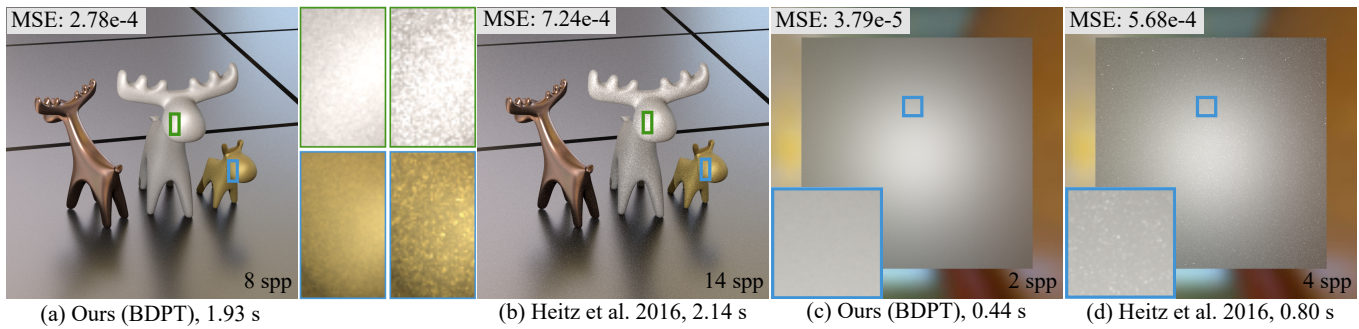 MSE: 2.78e-4
8 spp
(a) Ours (BDPT), 1.93 s
MSE: 7.24e-4
14 spp
(b) Heitz et al. 2016, 2.14 s
MSE: 3.79e-5
2 spp
(c) Ours (BDPT), 0.44 s
MSE: 5.68e-4
4 spp
(d) Heitz et al. 2016, 0.80 s